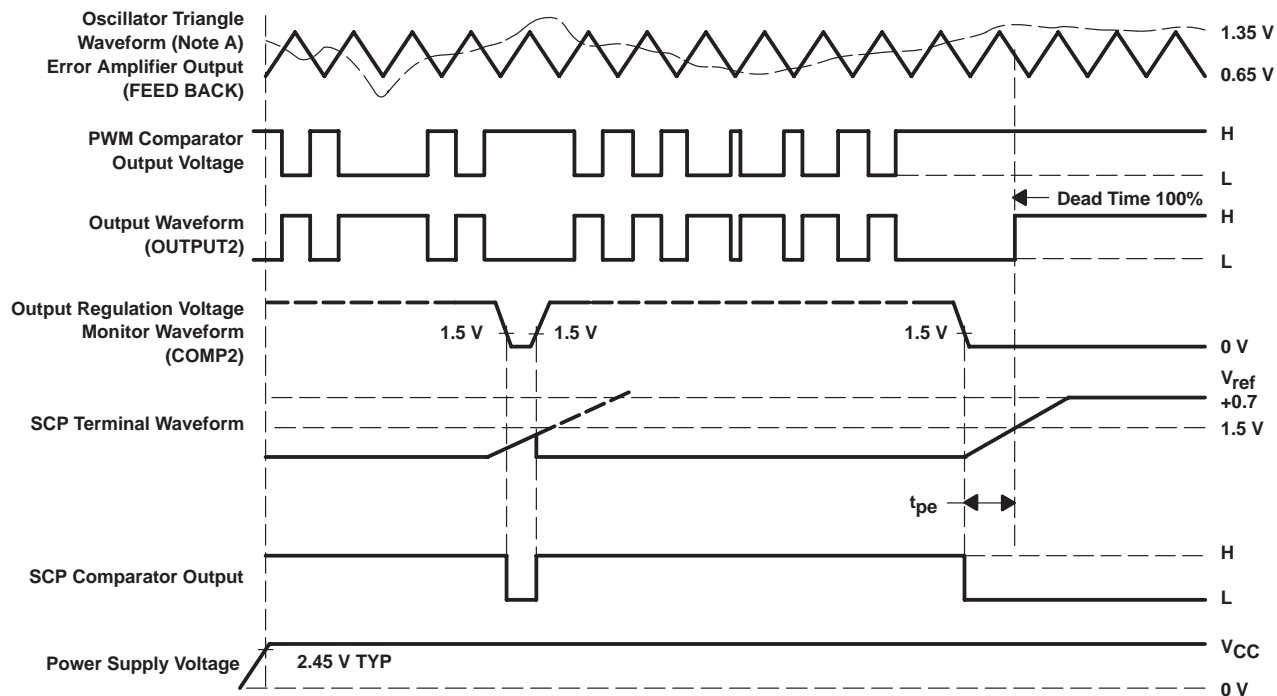 Oscillator Triangle
Waveform (Note A)
Error Amplifier Output
(FEED BACK)
1.35 V
0.65 V
PWM Comparator
Output Voltage
H
L
Dead Time 100%
Output Waveform
(OUTPUT2)
H
L
Output Regulation Voltage
Monitor Waveform
(COMP2)
1.5 V
1.5 V
1.5 V
0 V
Vref
+0.7
SCP Terminal Waveform
1.5 V
tpe
SCP Comparator Output
H
L
Power Supply Voltage
2.45 V TYP
VCC
0 V